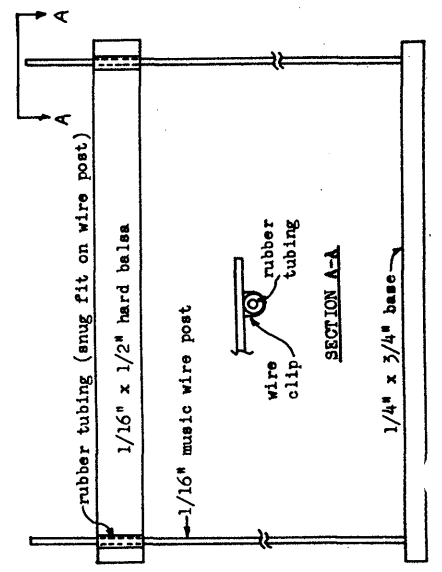 A
A
rubber tubing (snug fit on wire post)
1/16" x 1/2" hard balsa
1/16" music wire post
wire
clip
rubber
tubing
SECTION A-A
1/4" x 3/4" base